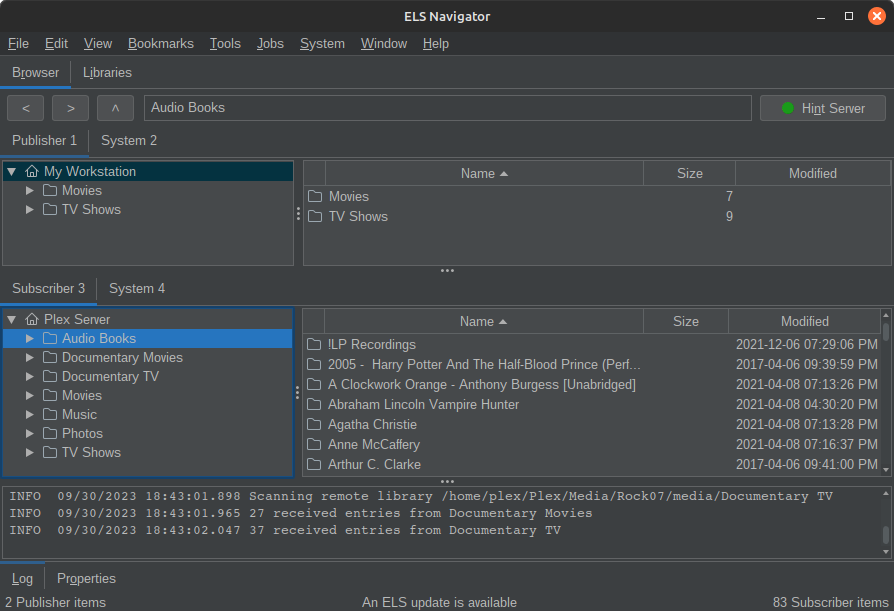 ELS Navigator
File Edit View Bookmarks Tools Jobs System Window Help
Browser Libraries
< > ^ Audio Books Hint Server
Publisher 1 System 2
My Workstation
Movies
TV Shows
Name Size Modified
Movies 7
TV Shows 9
Subscriber 3 System 4
Plex Server
Audio Books
Documentary Movies
Documentary TV
Movies
Music
Photos
TV Shows
Name Size Modified
!LP Recordings 2021-12-06 07:29:06 PM
2005 - Harry Potter And The Half-Blood Prince (Perf... 2017-04-06 09:39:59 PM
A Clockwork Orange - Anthony Burgess [Unabridged] 2021-04-08 07:13:26 PM
Abraham Lincoln Vampire Hunter 2021-04-08 04:30:20 PM
Agatha Christie 2021-04-08 07:13:28 PM
Anne McCaffery 2021-04-08 07:16:37 PM
Arthur C. Clarke 2017-04-06 09:41:00 PM
INFO 09/30/2023 18:43:01.898 Scanning remote library /home/plex/Plex/Media/Rock07/media/Documentary TV
INFO 09/30/2023 18:43:01.965 27 received entries from Documentary Movies
INFO 09/30/2023 18:43:02.047 37 received entries from Documentary TV
Log Properties
2 Publisher items An ELS update is available 83 Subscriber items